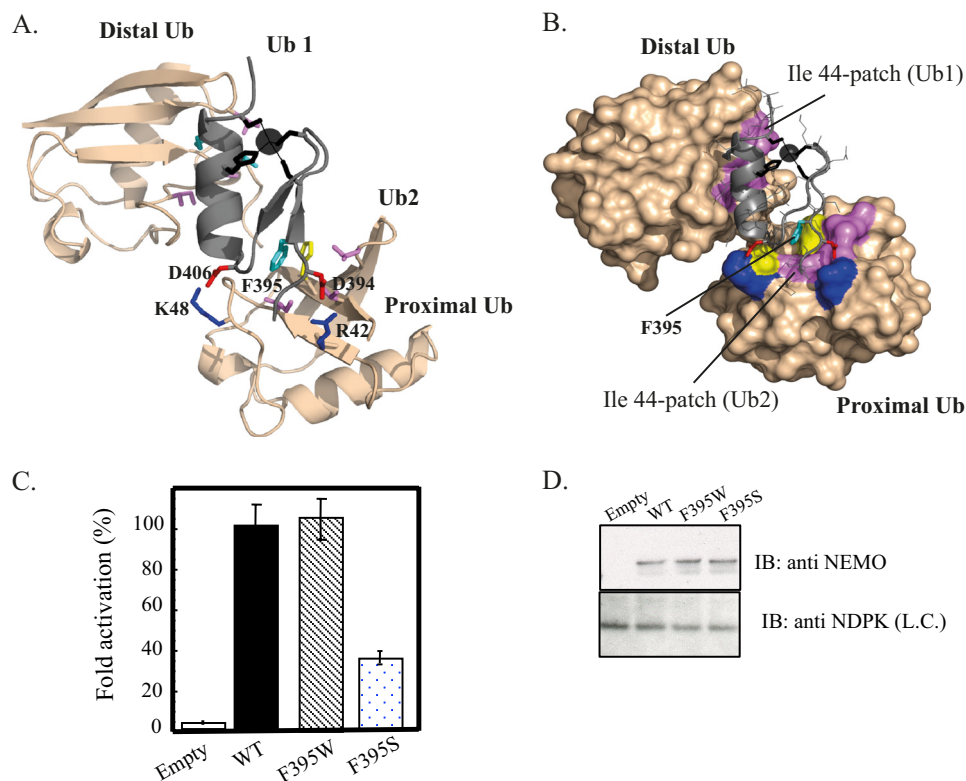 A.
Distal Ub
Ub 1
Ub2
D406
F395
D394
K48
R42
Proximal Ub
B.
Distal Ub
Ile 44-patch (Ub1)
F395
Ile 44-patch (Ub2)
Proximal Ub
C.
Fold activation (%)
100
80
60
40
20
0
Empty
WT
F395W
F395S
D.
Empty
WT
F395W
F395S
IB: anti NEMO
IB: anti NDPK (L.C.)